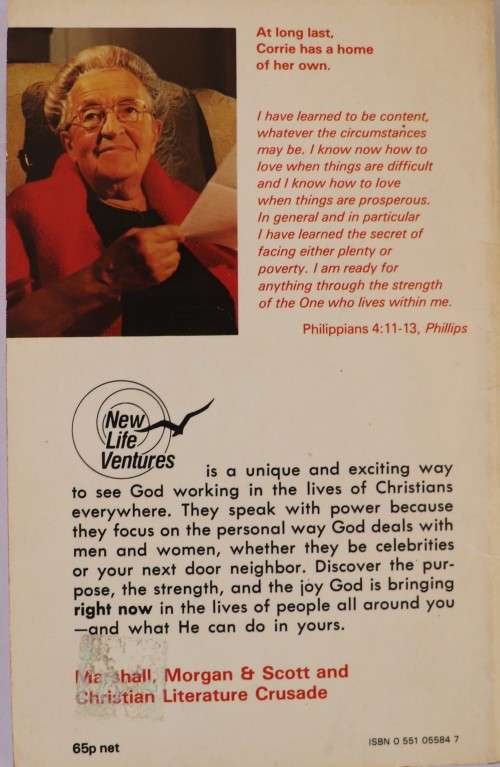 At long last,
Corrie has a home
of her own.
I have learned to be content,
whatever the circumstances
may be. I know now how to
love when things are difficult
and I know how to love
when things are prosperous.
In general and in particular
I have learned the secret of
facing either plenty or
poverty. I am ready for
anything through the strength
of the One who lives within me.
Philippians 4:11-13, Phillips
New
Life
Ventures
is a unique and exciting way
to see God working in the lives of Christians
everywhere. They speak with power because
they focus on the personal way God deals with
men and women, whether they be celebrities
or your next door neighbor. Discover the pur-
pose, the strength, and the joy God is bringing
right now in the lives of people all around you
—and what He can do in yours.
Marshall, Morgan & Scott and
Christian Literature Crusade
65p net
ISBN 0 551 05584 7